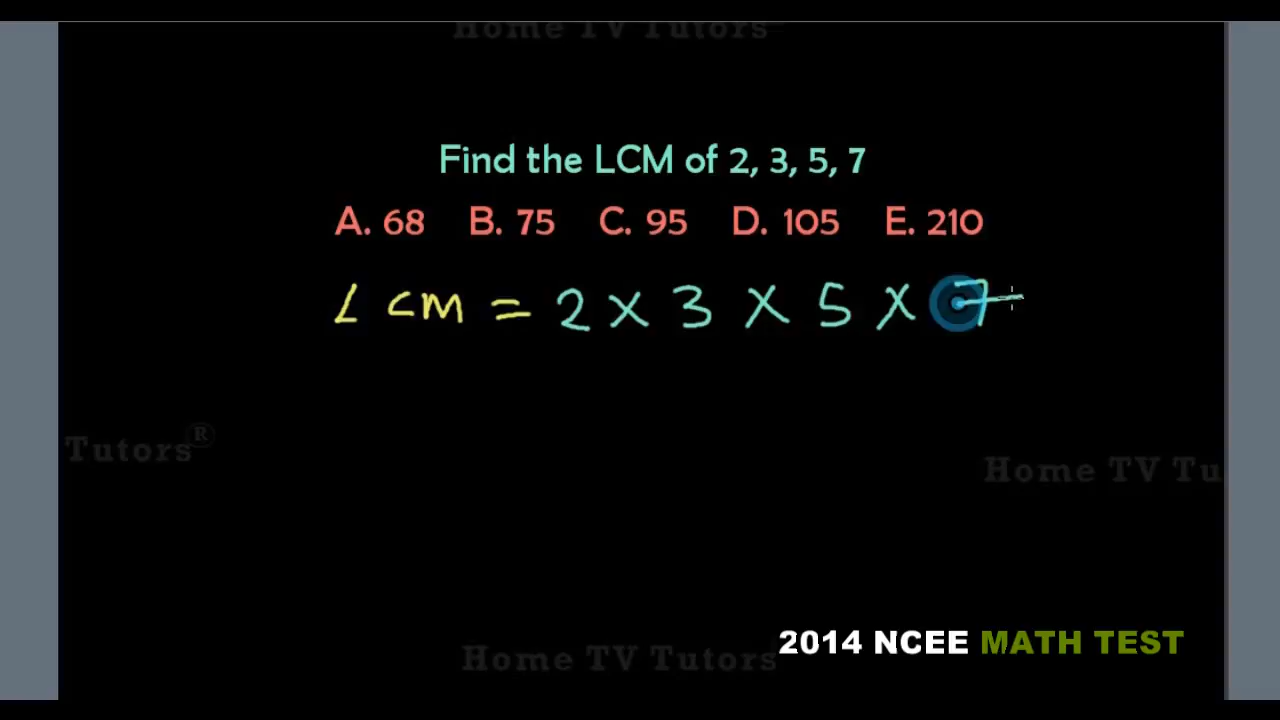 Home TV Tutors
Find the LCM of 2, 3, 5, 7
A. 68 B. 75 C. 95 D. 105 E. 210
LCM = 2 X 3 X 5 X 7
Tutors®
Home TV Tu
Home TV Tutors
2014 NCEE MATH TEST